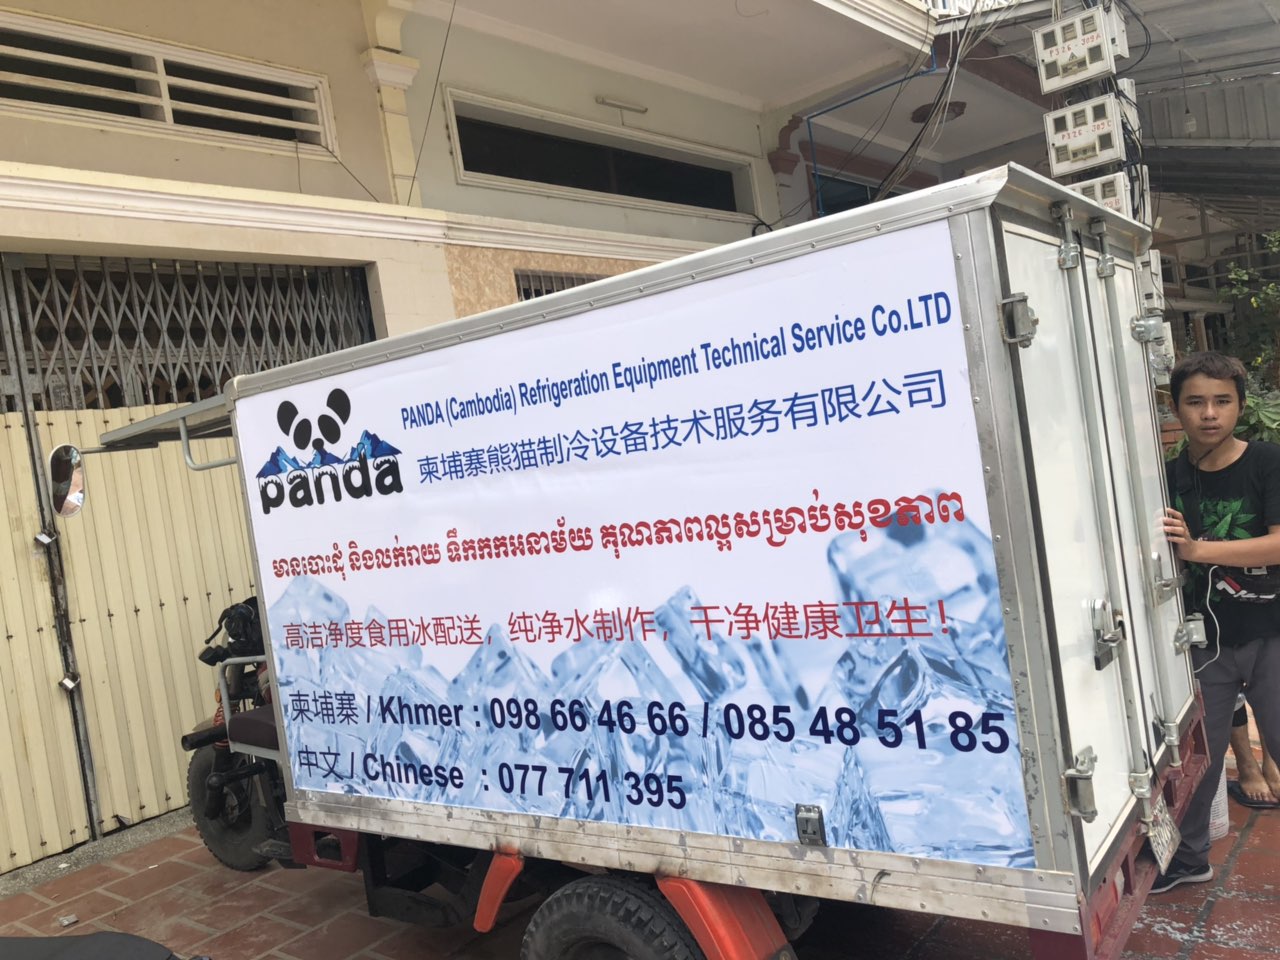 PANDA (Cambodia) Refrigeration Equipment Technical Service Co.LTD
panda
柬埔寨熊猫制冷设备技术服务有限公司
មានបោះដុំ និងលក់រាយ ទឹកកកអនាម័យ គុណភាពល្អសម្រាប់សុខភាព
高洁净度食用冰配送，纯净水制作，干净健康卫生！
柬埔寨 / Khmer : 098 66 46 66 / 085 48 51 85
中文 / Chinese : 077 711 395
P326-309A
P326-309C